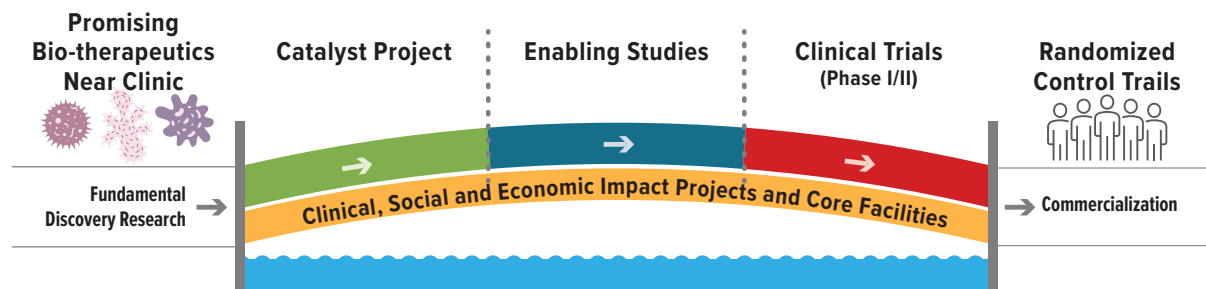 Promising
Bio-therapeutics
Near Clinic
Catalyst Project
Enabling Studies
Clinical Trials
(Phase I/II)
Randomized
Control Trails
Fundamental
Discovery Research
Clinical, Social and Economic Impact Projects and Core Facilities
Commercialization